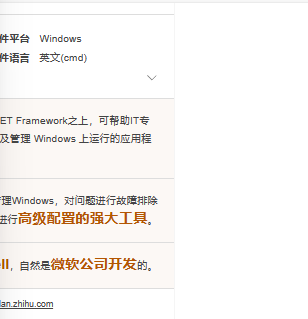 件平台 Windows
件语言 英文(cmd)
ET Framework之上，可帮助IT专
及管理 Windows 上运行的应用程
理Windows，对问题进行故障排除
进行高级配置的强大工具。
ell，自然是微软公司开发的。
lan.zhihu.com